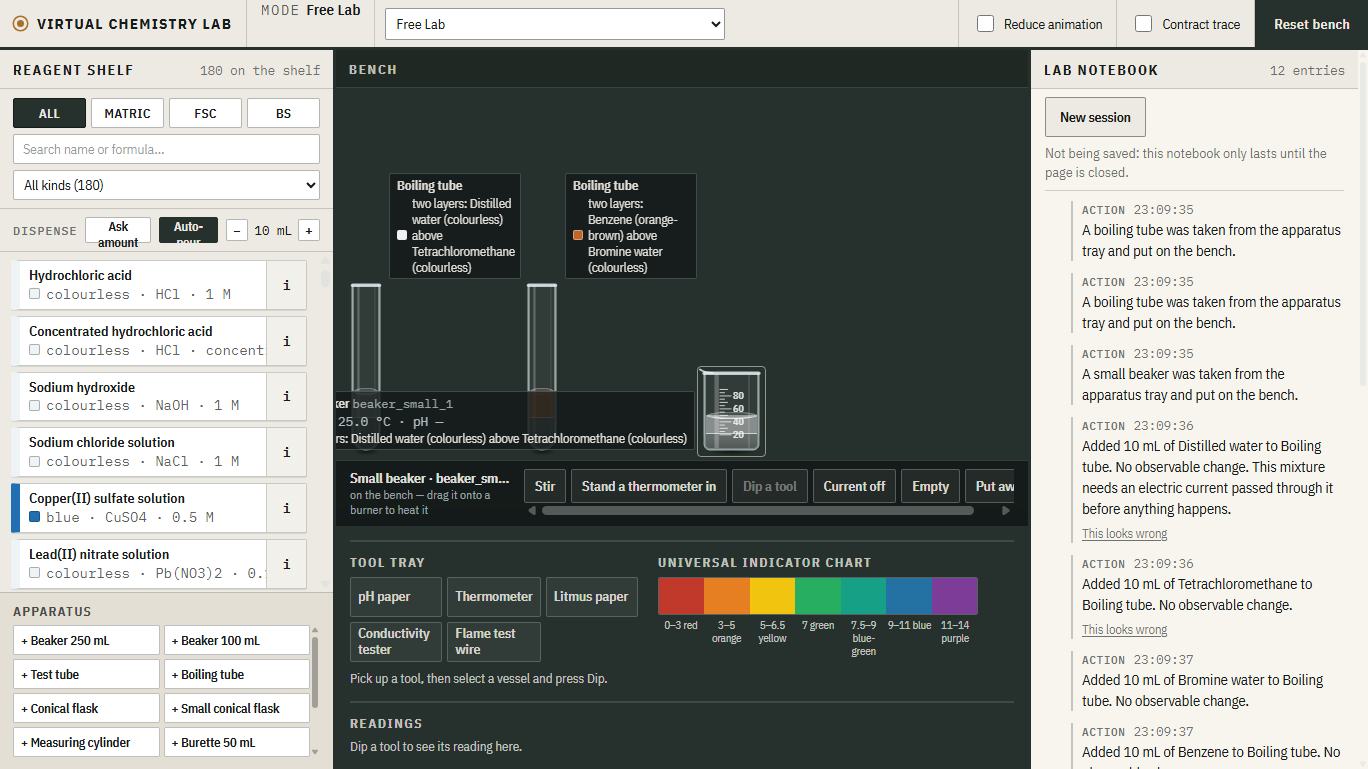 VIRTUAL CHEMISTRY LAB
MODE Free Lab
Free Lab
Reduce animation
Contract trace
Reset bench
REAGENT SHELF
180 on the shelf
ALL
MATRIC
FSC
BS
Search name or formula...
All kinds (180)
DISPENSE
Ask
amount
Auto-
pour
−
10 mL
+
Hydrochloric acid
colourless · HCl · 1 M
i
Concentrated hydrochloric acid
colourless · HCl · concent
i
Sodium hydroxide
colourless · NaOH · 1 M
i
Sodium chloride solution
colourless · NaCl · 1 M
i
Copper(II) sulfate solution
blue · CuSO4 · 0.5 M
i
Lead(II) nitrate solution
colourless · Pb(NO3)2 · 0.
i
APPARATUS
+ Beaker 250 mL
+ Beaker 100 mL
+ Test tube
+ Boiling tube
+ Conical flask
+ Small conical flask
+ Measuring cylinder
+ Burette 50 mL
BENCH
Boiling tube
two layers: Distilled
water (colourless)
above
Tetrachloromethane
(colourless)
Boiling tube
two layers:
Benzene (orange-
brown) above
Bromine water
(colourless)
ker beaker_small_1
25.0 °C · pH —
rs: Distilled water (colourless) above Tetrachloromethane (colourless)
80
60
40
20
Small beaker · beaker_sm...
on the bench — drag it onto a
burner to heat it
Stir
Stand a thermometer in
Dip a tool
Current off
Empty
Put aw
TOOL TRAY
pH paper
Thermometer
Litmus paper
Conductivity
tester
Flame test
wire
Pick up a tool, then select a vessel and press Dip.
UNIVERSAL INDICATOR CHART
0–3 red
3–5
orange
5–6.5
yellow
7 green
7.5–9
blue-
green
9–11 blue
11–14
purple
READINGS
Dip a tool to see its reading here.
LAB NOTEBOOK
12 entries
New session
Not being saved: this notebook only lasts until the
page is closed.
ACTION 23:09:35
A boiling tube was taken from the apparatus
tray and put on the bench.
ACTION 23:09:35
A boiling tube was taken from the apparatus
tray and put on the bench.
ACTION 23:09:35
A small beaker was taken from the
apparatus tray and put on the bench.
ACTION 23:09:36
Added 10 mL of Distilled water to Boiling
tube. No observable change. This mixture
needs an electric current passed through it
before anything happens.
This looks wrong
ACTION 23:09:36
Added 10 mL of Tetrachloromethane to
Boiling tube. No observable change.
This looks wrong
ACTION 23:09:37
Added 10 mL of Bromine water to Boiling
tube. No observable change.
ACTION 23:09:37
Added 10 mL of Benzene to Boiling tube. No